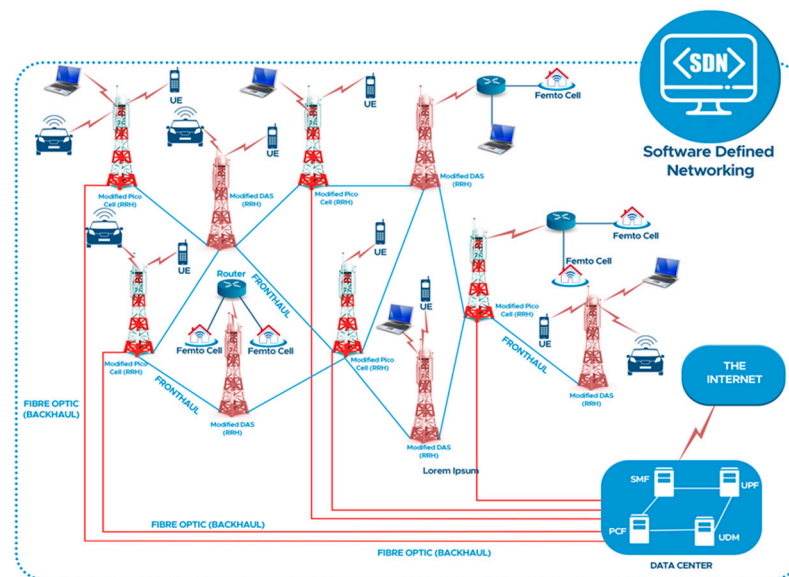 <SDN>
Software Defined
Networking
UE
UE
Femto Cell
UE
Modified Pico
Cell (RRH)
Modified DAS
(RRH)
Modified Pico
Cell (RRH)
Modified DAS
(RRH)
UE
Router
FRONTHAUL
UE
Femto Cell
Femto Cell
Modified Pico
Cell (RRH)
Femto Cell
Femto Cell
UE
Modified Pico
Cell (RRH)
UE
Modified Pico
Cell (RRH)
FRONTHAUL
FRONTHAUL
Modified DAS
(RRH)
THE
INTERNET
FIBRE OPTIC
(BACKHAUL)
Modified DAS
(RRH)
Modified DAS
(RRH)
Lorem Ipsum
SMF
UPF
PCF
UDM
FIBRE OPTIC (BACKHAUL)
FIBRE OPTIC (BACKHAUL)
DATA CENTER